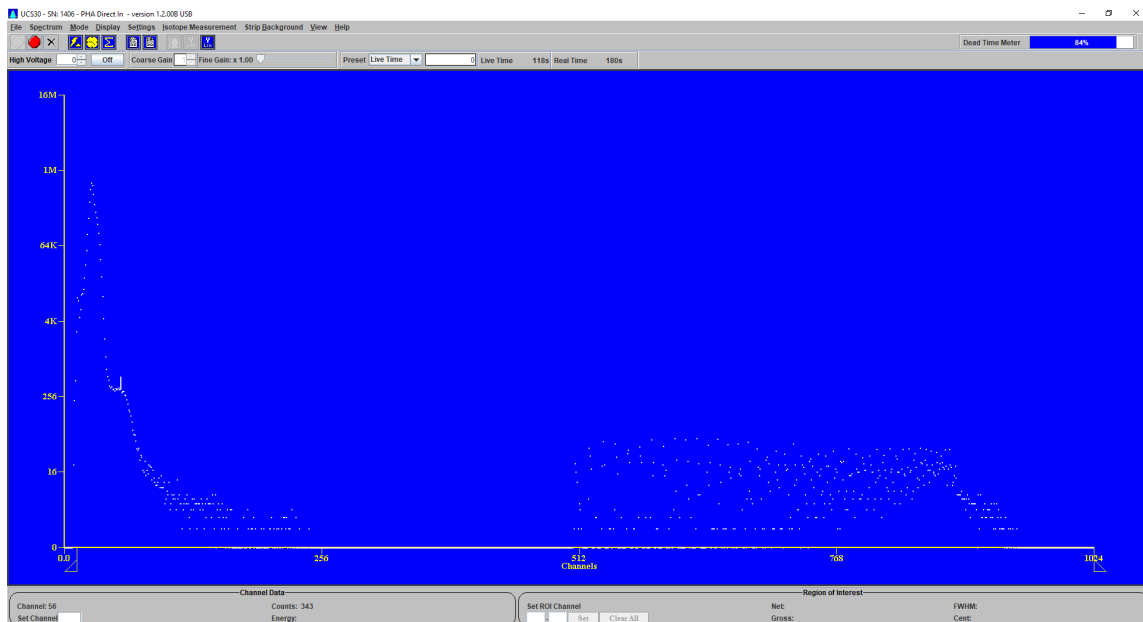 UCS30 - SN: 1406 - PHA Direct In - version 1.2.00B USB
File Spectrum Mode Display Settings Isotope Measurement Strip Background View Help
Dead Time Meter 84%
High Voltage 0 Off Coarse Gain 1 Fine Gain: x 1.00 Preset Live Time 0 Live Time 118s Real Time 180s
16M
1M
64K
4K
256
16
0
0.0 256 512 768 1024
Channels
Channel Data Region of Interest
Channel: 56 Counts: 343 Set ROI Channel Net: FWHM:
Set Channel Energy: - Set Clear All Gross: Cent: